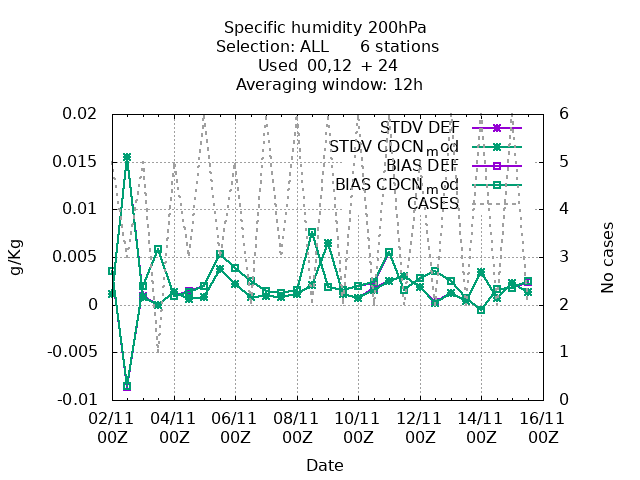 Specific humidity 200hPa
Selection: ALL 6 stations
Used 00,12 + 24
Averaging window: 12h
0.02
0.015
0.01
0.005
0
-0.005
-0.01
g/Kg
6
5
4
3
2
1
0
No cases
STDV DEF
STDV CDCN_mod
BIAS DEF
BIAS CDCN_mod
CASES
02/11 04/11 06/11 08/11 10/11 12/11 14/11 16/11
00Z 00Z 00Z 00Z 00Z 00Z 00Z 00Z
Date